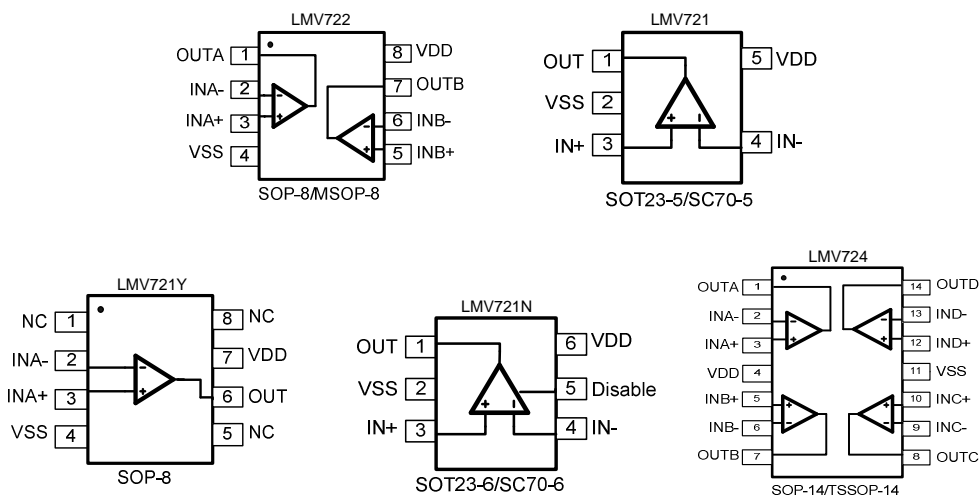 LMV722
OUTA 1 8 VDD
INA- 2 7 OUTB
INA+ 3 6 INB-
VSS 4 5 INB+
SOP-8/MSOP-8
LMV721
OUT 1 5 VDD
VSS 2
IN+ 3 4 IN-
SOT23-5/SC70-5
LMV721Y
NC 1 8 NC
INA- 2 7 VDD
INA+ 3 6 OUT
VSS 4 5 NC
SOP-8
LMV721N
OUT 1 6 VDD
VSS 2 5 Disable
IN+ 3 4 IN-
SOT23-6/SC70-6
LMV724
OUTA 1 14 OUTD
INA- 2 13 IND-
INA+ 3 12 IND+
VDD 4 11 VSS
INB+ 5 10 INC+
INB- 6 9 INC-
OUTB 7 8 OUTC
SOP-14/TSSOP-14